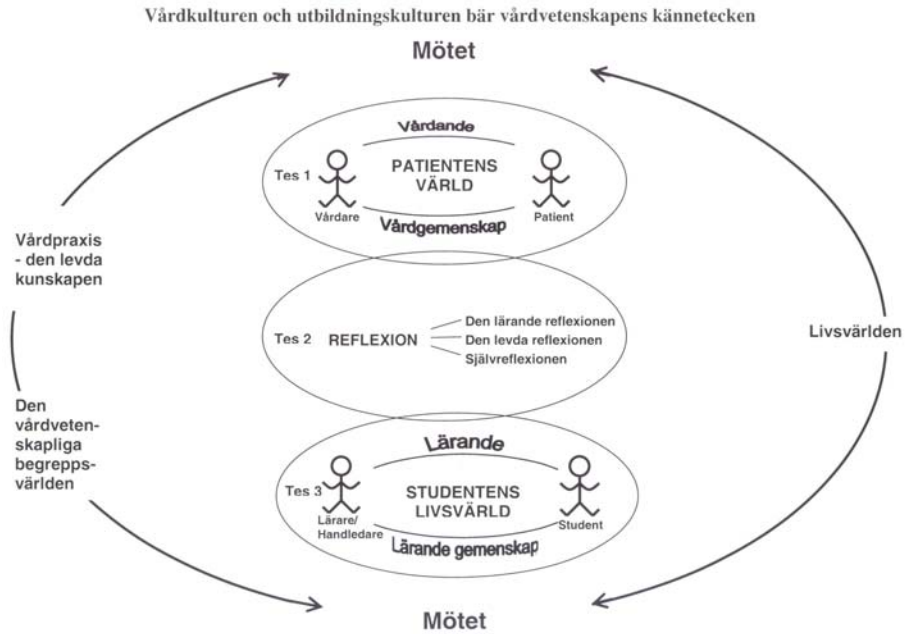 Vårdkulturen och utbildningskulturen bär vårdvetenskapens kännetecken
Mötet
Vårdande
Tes 1
PATIENTENS
VÄRLD
Vårdare
Patient
Vårdgemenskap
Vårdpraxis
- den levda
kunskapen
Tes 2
REFLEXION
Den lärande reflexionen
Den levda reflexionen
Självreflexionen
Livsvärlden
Den
vårdveten-
skapliga
begrepps-
världen
Lärande
Tes 3
STUDENTENS
LIVSVÄRLD
Lärare/
Handledare
Student
Lärande gemenskap
Mötet